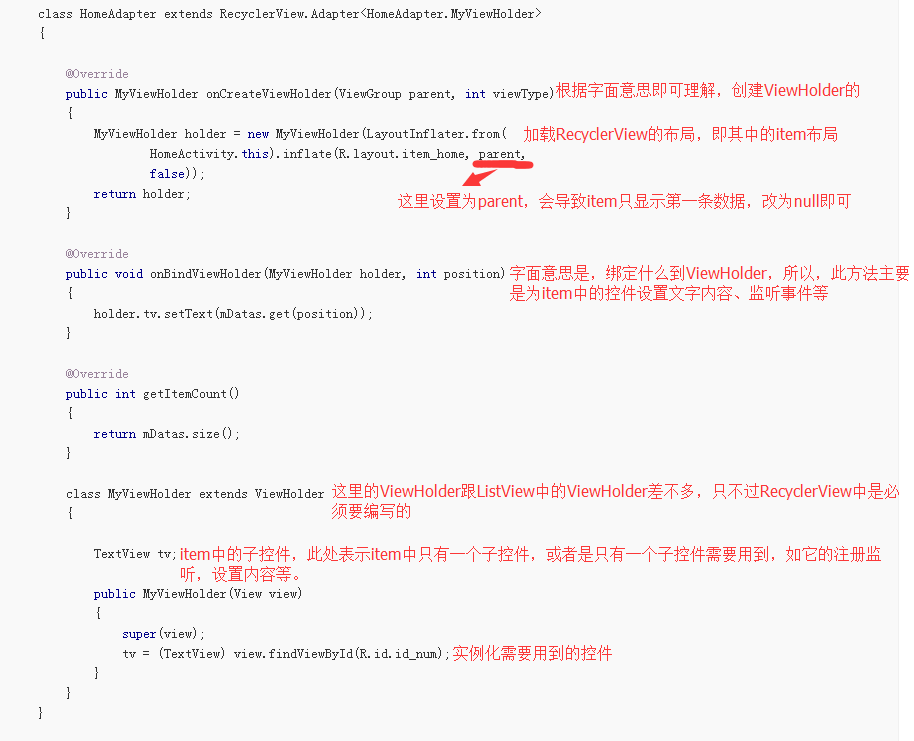 class HomeAdapter extends RecyclerView.Adapter<HomeAdapter.MyViewHolder>
{
@Override
public MyViewHolder onCreateViewHolder(ViewGroup parent, int viewType)根据字面意思即可理解，创建ViewHolder的
{
MyViewHolder holder = new MyViewHolder(LayoutInflater.from( 加载RecyclerView的布局，即其中的item布局
HomeActivity.this).inflate(R.layout.item_home, parent,
false));
return holder; 这里设置为parent，会导致item只显示第一条数据，改为null即可
}
@Override
public void onBindViewHolder(MyViewHolder holder, int position)字面意思是，绑定什么到ViewHolder，所以，此方法主要
{ 是为item中的控件设置文字内容、监听事件等
holder.tv.setText(mDatas.get(position));
}
@Override
public int getItemCount()
{
return mDatas.size();
}
class MyViewHolder extends ViewHolder 这里的ViewHolder跟ListView中的ViewHolder差不多，只不过RecyclerView中是必
{ 须要编写的
TextView tv;item中的子控件，此处表示item中只有一个子控件，或者是只有一个子控件需要用到，如它的注册监
听，设置内容等。
public MyViewHolder(View view)
{
super(view);
tv = (TextView) view.findViewById(R.id.id_num);实例化需要用到的控件
}
}
}